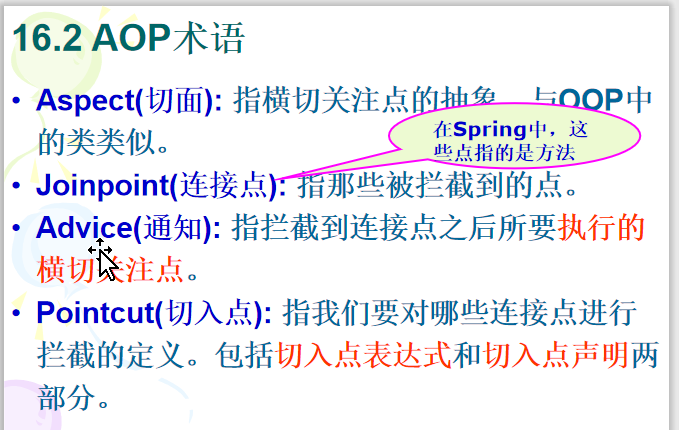 16.2 AOP术语
• Aspect(切面): 指横切关注点的抽象，与OOP中
的类类似。
在Spring中，这
些点指的是方法
• Joinpoint(连接点): 指那些被拦截到的点。
• Advice(通知): 指拦截到连接点之后所要执行的
横切关注点。
• Pointcut(切入点): 指我们要对哪些连接点进行
拦截的定义。包括切入点表达式和切入点声明两
部分。